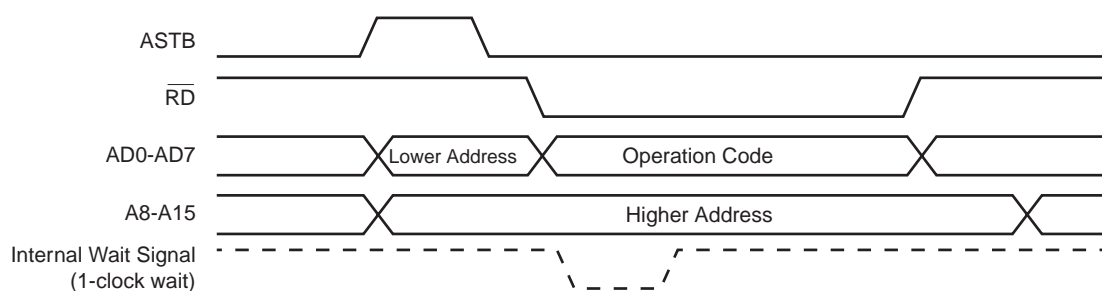 ASTB
RD
AD0-AD7
Lower Address
Operation Code
A8-A15
Higher Address
Internal Wait Signal
(1-clock wait)